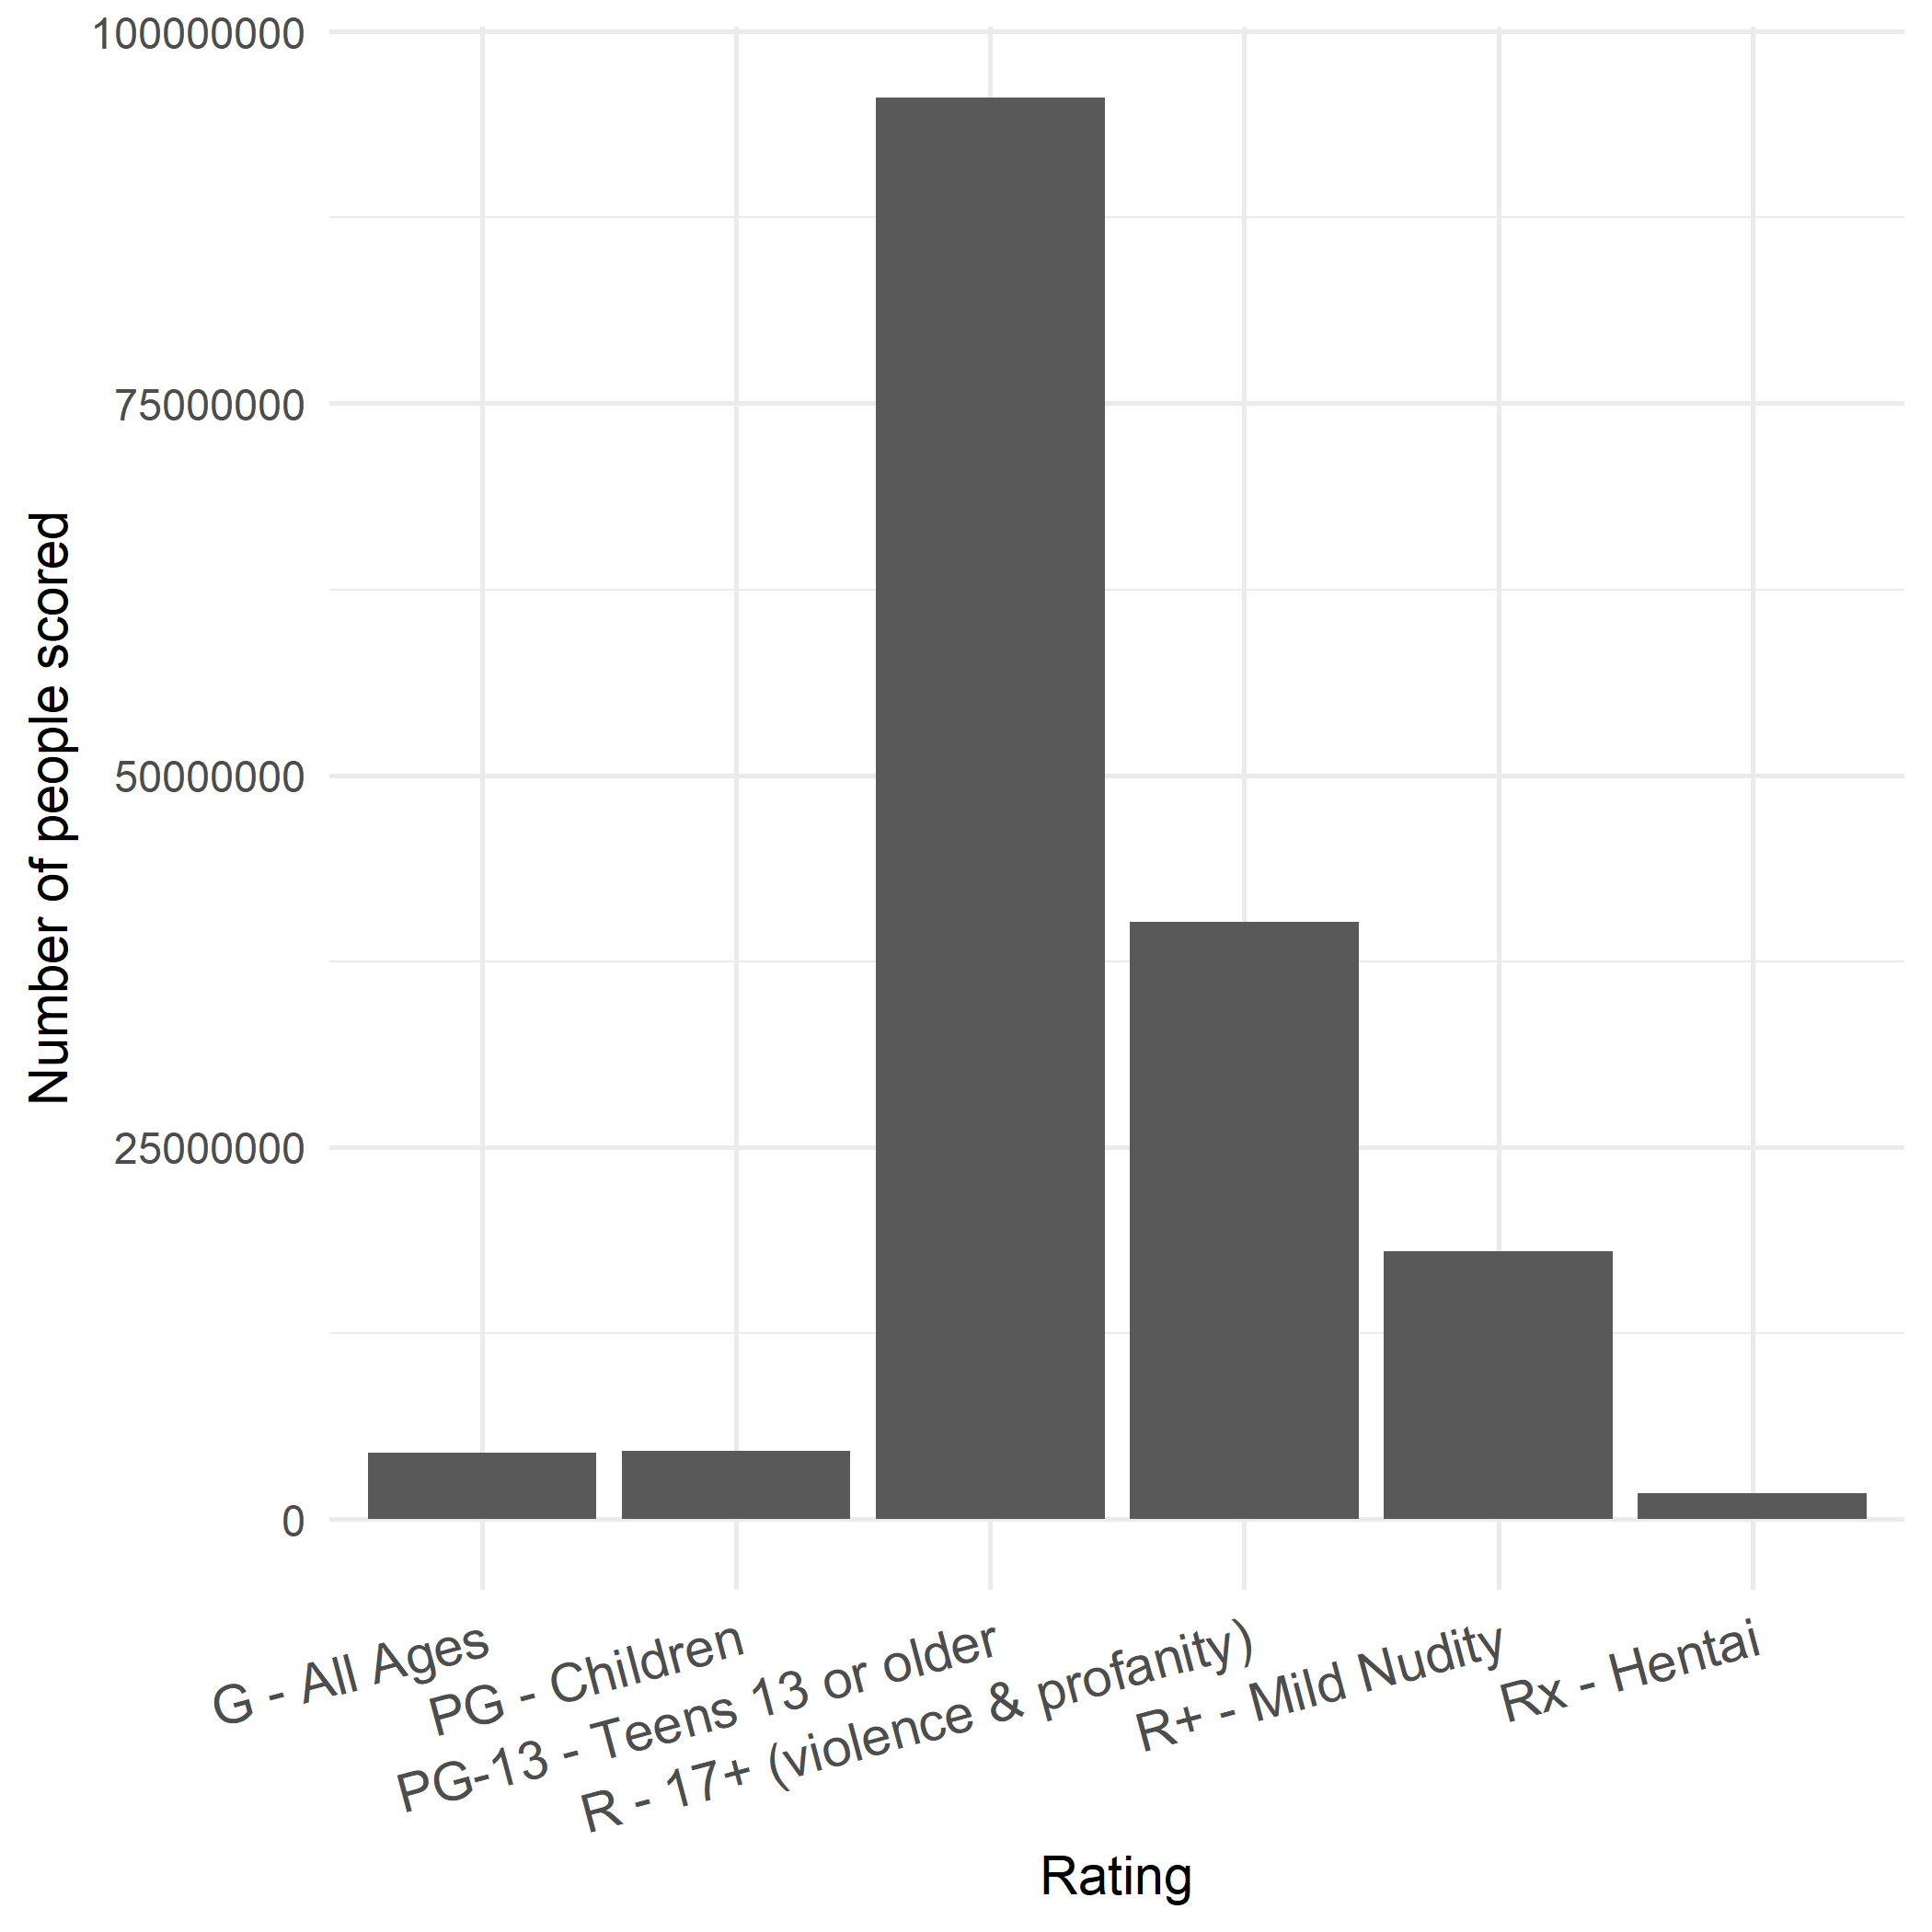 100000000
75000000
50000000
25000000
0
Number of people scored
G - All Ages
PG - Children
PG-13 - Teens 13 or older
R - 17+ (violence & profanity)
R+ - Mild Nudity
Rx - Hentai
Rating